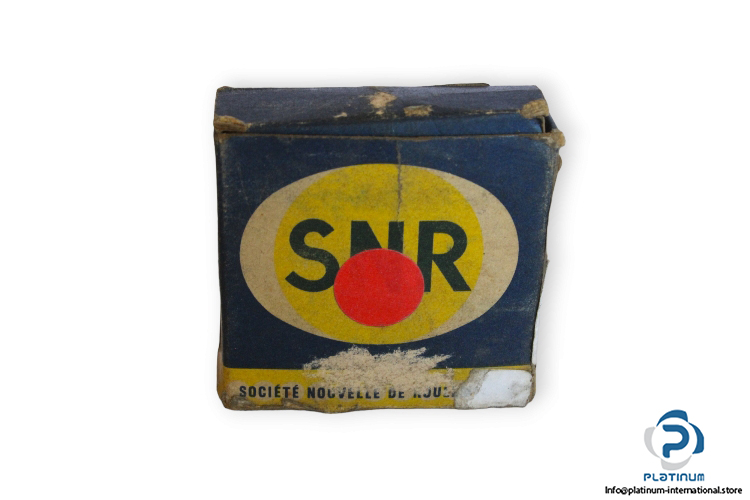 SNR
SOCIÉTÉ NOUVELLE DE
PLATINUM
Info@platinum-international.store